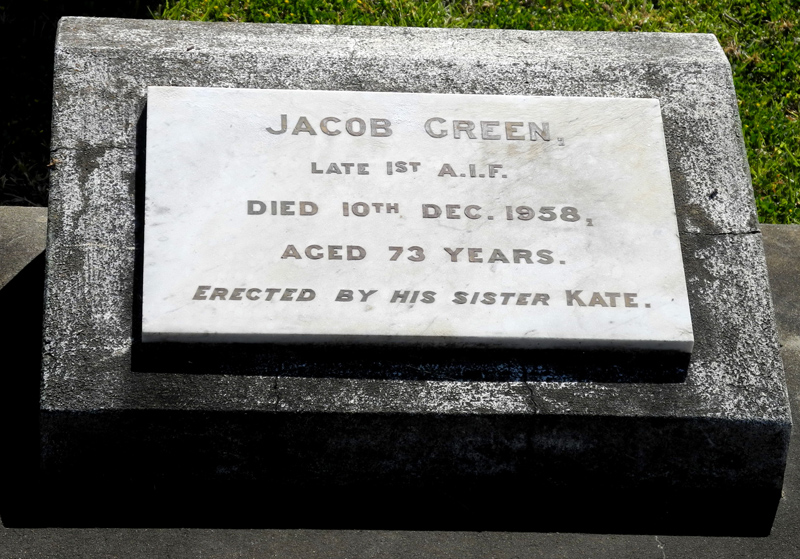 JACOB GREEN,
LATE 1ST A.I.F.
DIED 10TH DEC. 1958,
AGED 73 YEARS.
ERECTED BY HIS SISTER KATE.